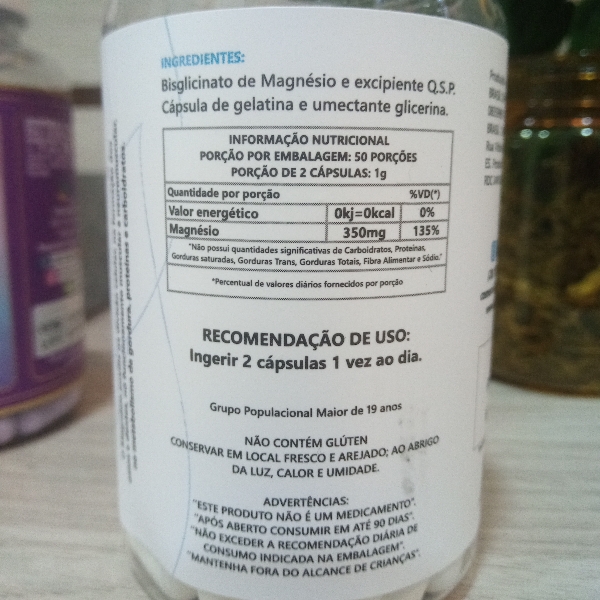 INGREDIENTES:
Bisglicinato de Magnésio e excipiente Q.S.P.
Cápsula de gelatina e umectante glicerina.
INFORMAÇÃO NUTRICIONAL
PORÇÃO POR EMBALAGEM: 50 PORÇÕES
PORÇÃO DE 2 CÁPSULAS: 1g
Quantidade por porção %VD(*)
Valor energético 0kj=0kcal 0%
Magnésio 350mg 135%
"Não possui quantidades significativas de Carboidratos, Proteínas,
Gorduras saturadas, Gorduras Trans, Gorduras Totais, Fibra Alimentar e Sódio."
*Percentual de valores diários fornecidos por porção
RECOMENDAÇÃO DE USO:
Ingerir 2 cápsulas 1 vez ao dia.
Grupo Populacional Maior de 19 anos
NÃO CONTÉM GLÚTEN
CONSERVAR EM LOCAL FRESCO E AREJADO; AO ABRIGO
DA LUZ, CALOR E UMIDADE.
ADVERTÊNCIAS:
"ESTE PRODUTO NÃO É UM MEDICAMENTO".
"APÓS ABERTO CONSUMIR EM ATÉ 90 DIAS".
"NÃO EXCEDER A RECOMENDAÇÃO DIÁRIA DE
CONSUMO INDICADA NA EMBALAGEM".
"MANTENHA FORA DO ALCANCE DE CRIANÇAS".